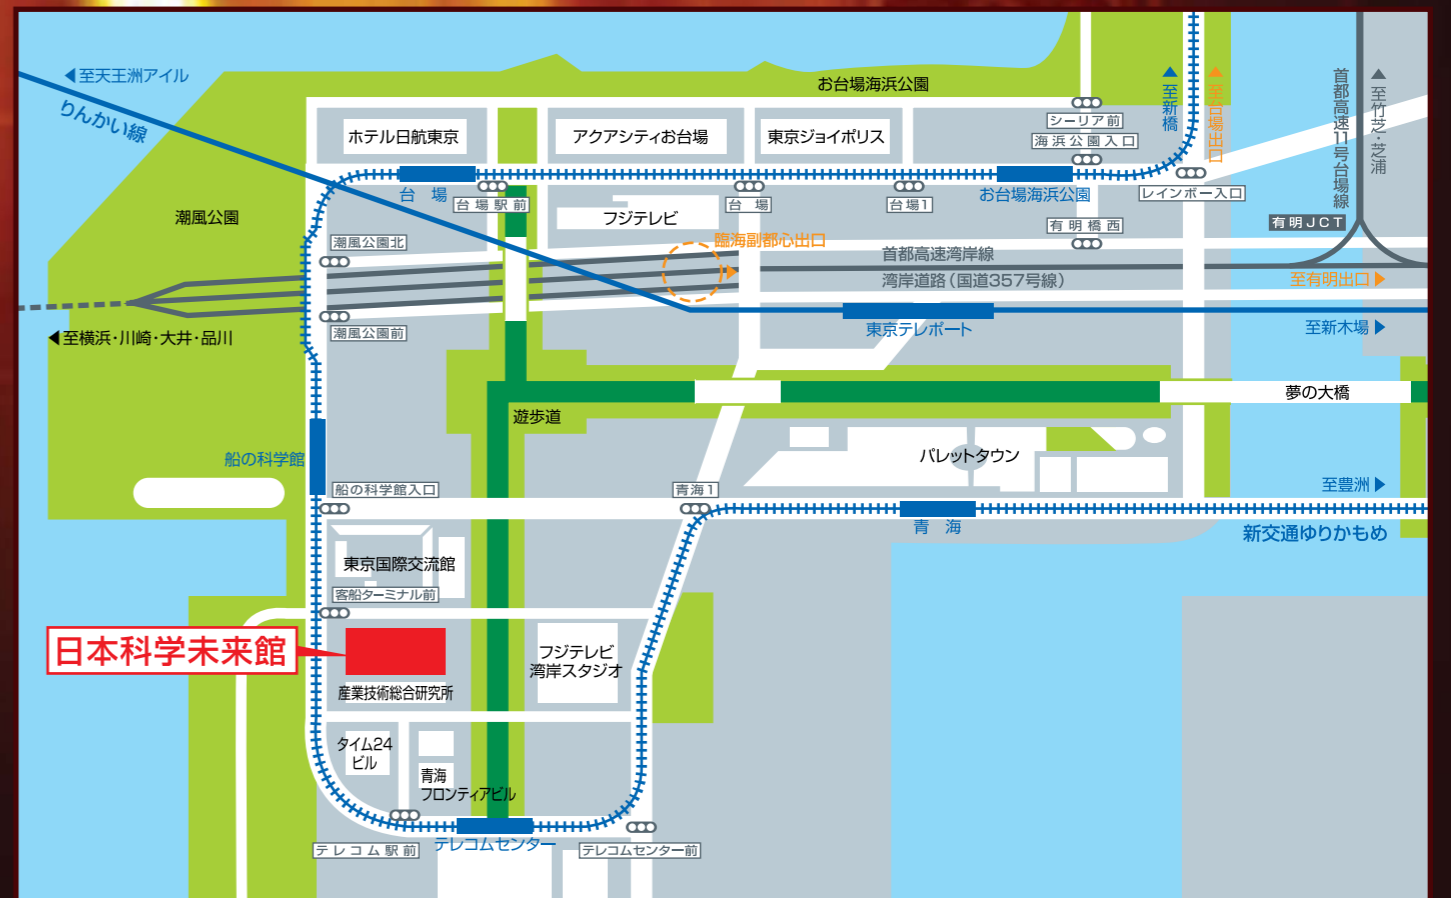 ◀至天王洲アイル
りんかい線
お台場海浜公園
▲至新橋
▲至台場出口
首都高速11号台場線
▲至竹芝・芝浦
シーリア前
海浜公園入口
ホテル日航東京
アクアシティお台場
東京ジョイポリス
台場
台場駅前
台場
台場1
お台場海浜公園
レインボー入口
潮風公園
フジテレビ
有明橋西
有明JCT
潮風公園北
臨海副都心出口
首都高速湾岸線
湾岸道路（国道357号線）
至有明出口▶
潮風公園前
◀至横浜・川崎・大井・品川
東京テレポート
至新木場▶
夢の大橋
遊歩道
船の科学館
パレットタウン
船の科学館入口
青海1
至豊洲▶
青海
新交通ゆりかもめ
東京国際交流館
客船ターミナル前
日本科学未来館
フジテレビ
湾岸スタジオ
産業技術総合研究所
タイム24
ビル
青海
フロンティアビル
テレコム駅前
テレコムセンター
テレコムセンター前